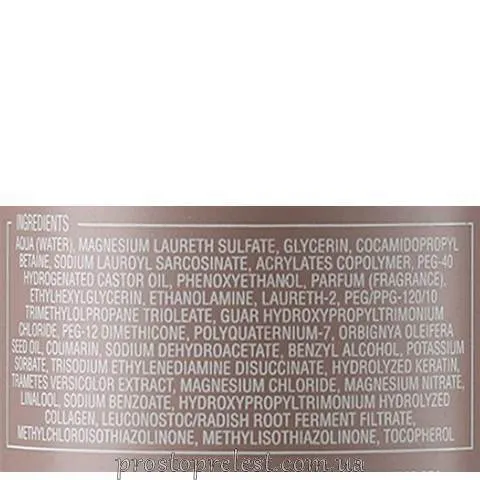 INGREDIENTS
AQUA (WATER), MAGNESIUM LAURETH SULFATE, GLYCERIN, COCAMIDOPROPYL
BETAINE, SODIUM LAUROYL SARCOSINATE, ACRYLATES COPOLYMER, PEG-40
HYDROGENATED CASTOR OIL, PHENOXYETHANOL, PARFUM (FRAGRANCE),
ETHYLHEXYLGLYCERIN, ETHANOLAMINE, LAURETH-2, PEG/PPG-120/10
TRIMETHYLOLPROPANE TRIOLEATE, GUAR HYDROXYPROPYLTRIMONIUM
CHLORIDE, PEG-12 DIMETHICONE, POLYQUATERNIUM-7, ORBIGNYA OLEIFERA
SEED OIL, COUMARIN, SODIUM DEHYDROACETATE, BENZYL ALCOHOL, POTASSIUM
SORBATE, TRISODIUM ETHYLENEDIAMINE DISUCCINATE, HYDROLYZED KERATIN,
TRAMETES VERSICOLOR EXTRACT, MAGNESIUM CHLORIDE, MAGNESIUM NITRATE,
LINALOOL, SODIUM BENZOATE, HYDROXYPROPYLTRIMONIUM HYDROLYZED
COLLAGEN, LEUCONOSTOC/RADISH ROOT FERMENT FILTRATE,
METHYLCHLOROISOTHIAZOLINONE, METHYLISOTHIAZOLINONE, TOCOPHEROL
www.prostoprelest.com.ua